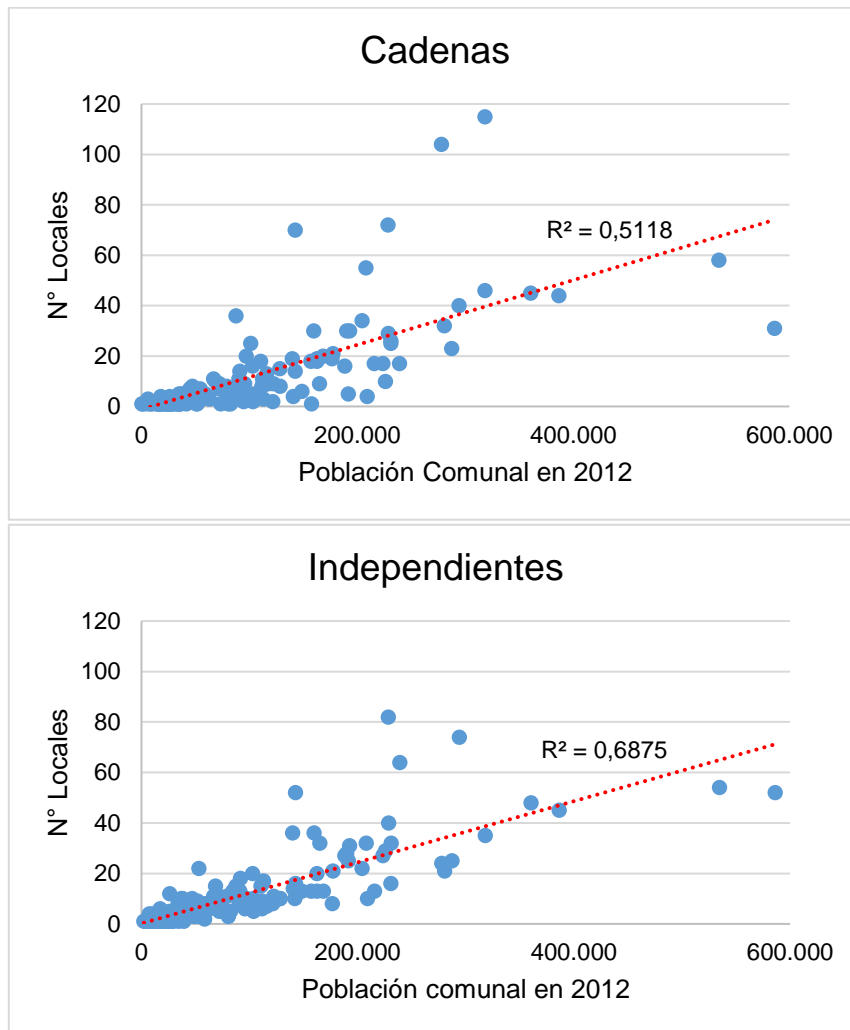 Cadenas
120
100
80
60
40
20
0
N° Locales
R² = 0,5118
0 200.000 400.000 600.000
Población Comunal en 2012
Independientes
120
100
80
60
40
20
0
N° Locales
R² = 0,6875
0 200.000 400.000 600.000
Población comunal en 2012